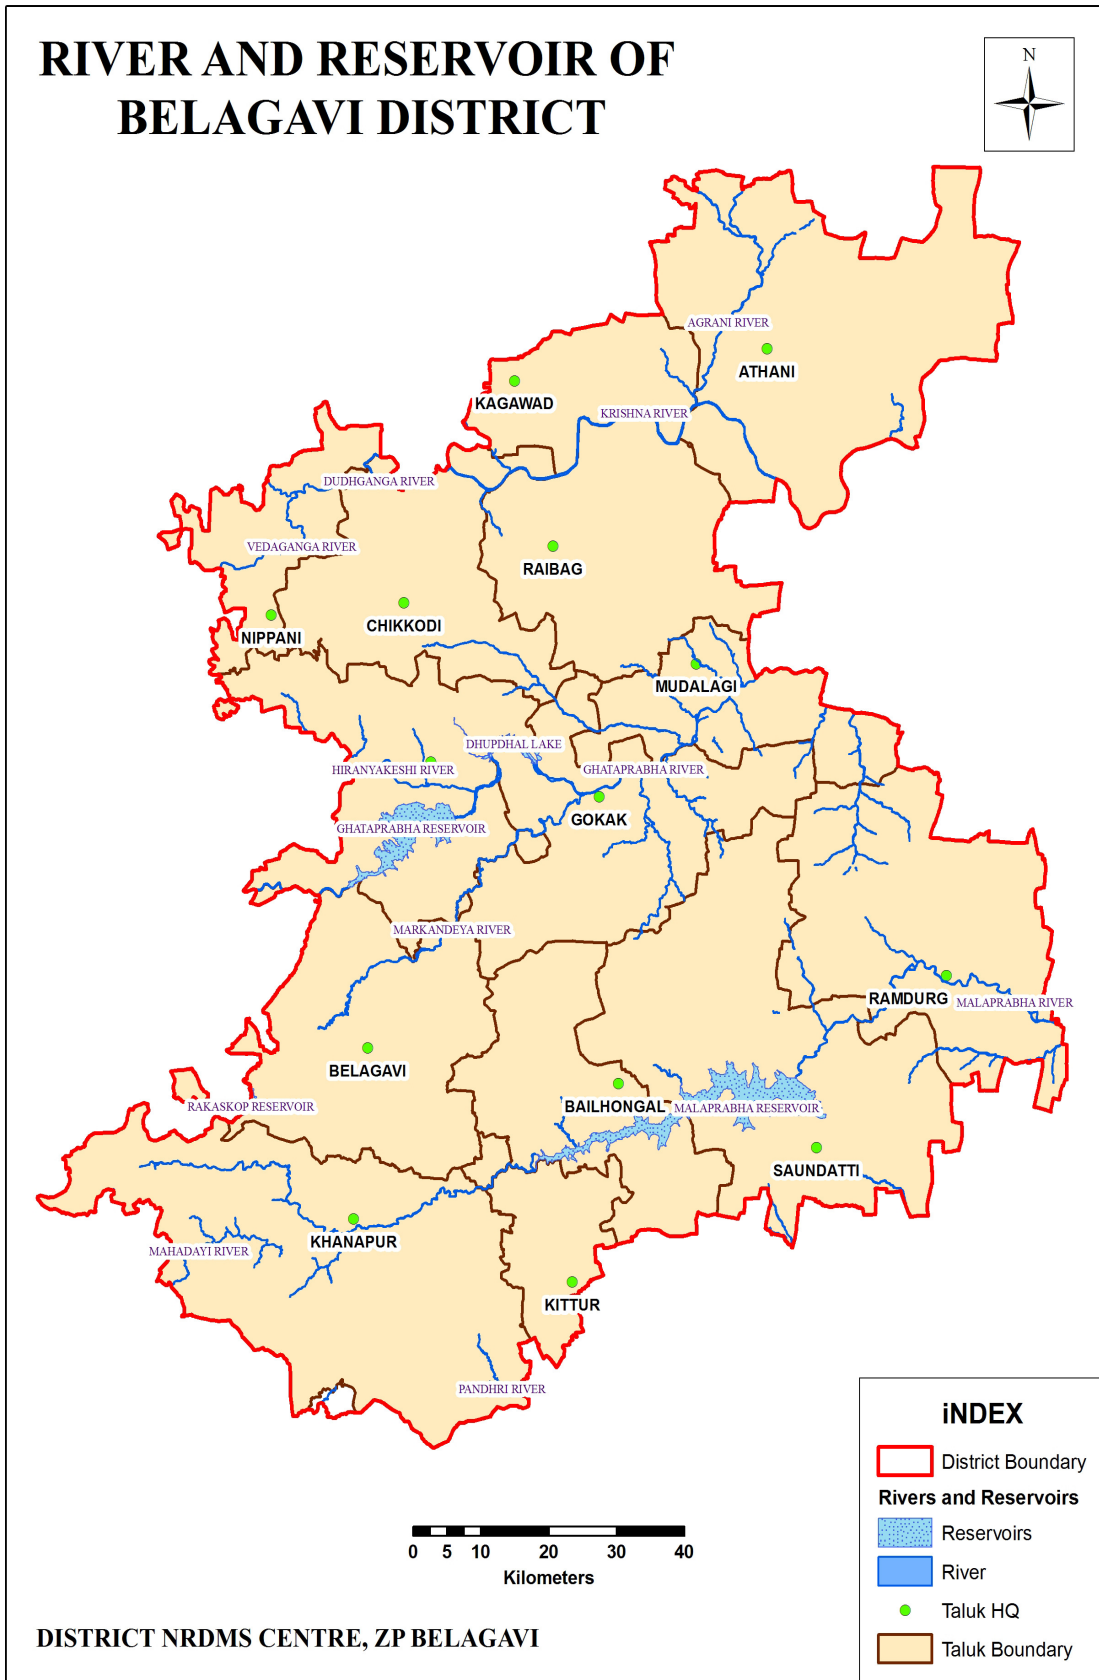 RIVER AND RESERVOIR OF
BELAGAVI DISTRICT
N
AGRANI RIVER
ATHANI
KAGAWAD
KRISHNA RIVER
DUDHGANGA RIVER
VEDAGANGA RIVER
RAIBAG
CHIKKODI
NIPPANI
MUDALAGI
DHUPDHAL LAKE
HIRANYAKESHI RIVER
GHATAPRABHA RIVER
GOKAK
GHATAPRABHA RESERVOIR
MARKANDEYA RIVER
RAMDURG
MALAPRABHA RIVER
BELAGAVI
RAKASKOP RESERVOIR
BAILHONGAL
MALAPRABHA RESERVOIR
SAUNDATTI
KHANAPUR
MAHADAYI RIVER
KITTUR
PANDHRI RIVER
iNDEX
District Boundary
Rivers and Reservoirs
Reservoirs
River
Taluk HQ
Taluk Boundary
0 5 10 20 30 40
Kilometers
DISTRICT NRDMS CENTRE, ZP BELAGAVI